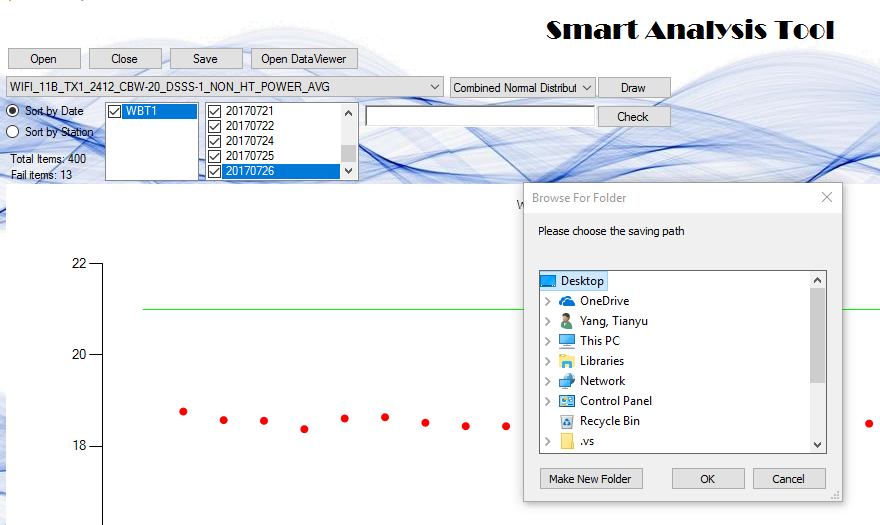 Smart Analysis Tool
Open Close Save Open DataViewer
WIFI_11B_TX1_2412_CBW-20_DSSS-1_NON_HT_POWER_AVG Combined Normal Distribut Draw
Sort by Date WBT1 20170721
20170722
Check
Sort by Station 20170724
Total Items: 400 20170725
Fail items: 13 20170726
Browse For Folder
Please choose the saving path
22
Desktop
OneDrive
Yang, Tianyu
This PC
20
Libraries
Network
Control Panel
Recycle Bin
.vs
18
Make New Folder OK Cancel